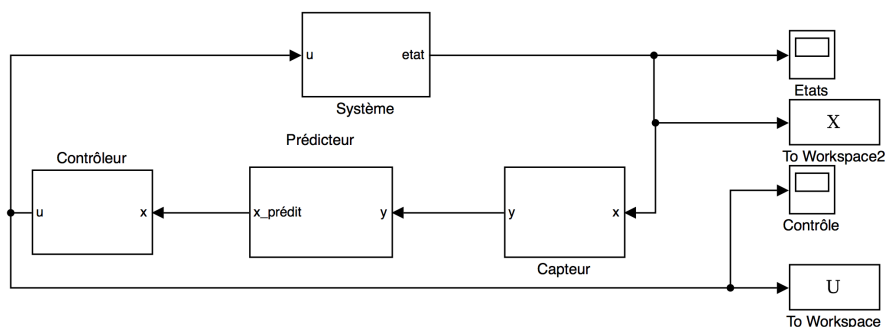 u
etat
Système
Etats
X
To Workspace2
Prédicteur
Contrôleur
u
x
x_prédit
y
y
x
Capteur
Contrôle
U
To Workspace